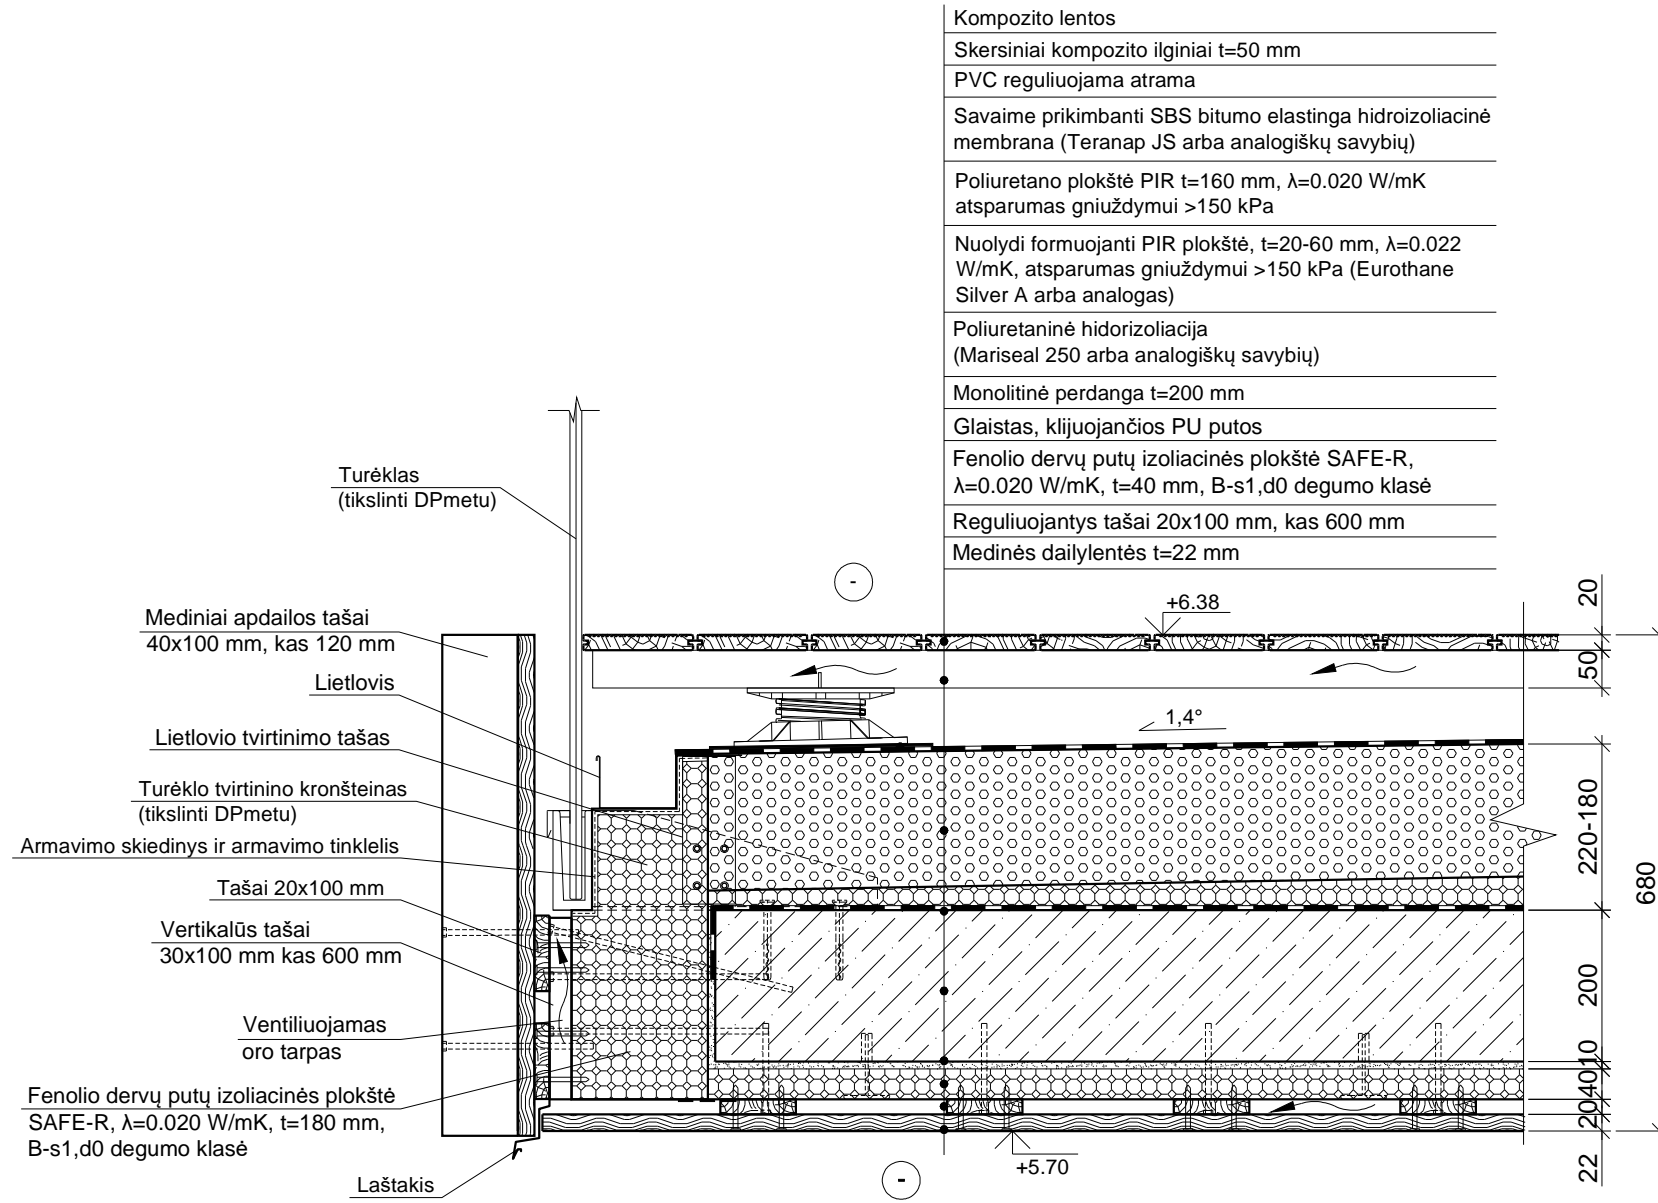 Kompozito lentos
Skersiniai kompozito ilginiai t=50 mm
PVC reguliuojama atrama
Savaime prikimbanti SBS bitumo elastinga hidroizoliacinė
membrana (Teranap JS arba analogiškų savybių)
Poliuretano plokštė PIR t=160 mm, λ=0.020 W/mK
atsparumas gniuždymui >150 kPa
Nuolydi formuojanti PIR plokštė, t=20-60 mm, λ=0.022
W/mK, atsparumas gniuždymui >150 kPa (Eurothane
Silver A arba analogas)
Poliuretaninė hidorizoliacija
(Mariseal 250 arba analogiškų savybių)
Monolitinė perdanga t=200 mm
Glaistas, klijuojančios PU putos
Fenolio dervų putų izoliacinės plokštė SAFE-R,
λ=0.020 W/mK, t=40 mm, B-s1,d0 degumo klasė
Reguliuojantys tašai 20x100 mm, kas 600 mm
Medinės dailylentės t=22 mm
Turėklas
(tikslinti DPmetu)
Mediniai apdailos tašai
40x100 mm, kas 120 mm
Lietlovis
Lietlovio tvirtinimo tašas
Turėklo tvirtinino kronšteinas
(tikslinti DPmetu)
Armavimo skiedinys ir armavimo tinklelis
Tašai 20x100 mm
Vertikalūs tašai
30x100 mm kas 600 mm
Ventiliuojamas
oro tarpas
Fenolio dervų putų izoliacinės plokštė
SAFE-R, λ=0.020 W/mK, t=180 mm,
B-s1,d0 degumo klasė
Laštakis
-
+6.38
1,4°
+5.70
-
20
50
220-180
200
10
40
20
22
680